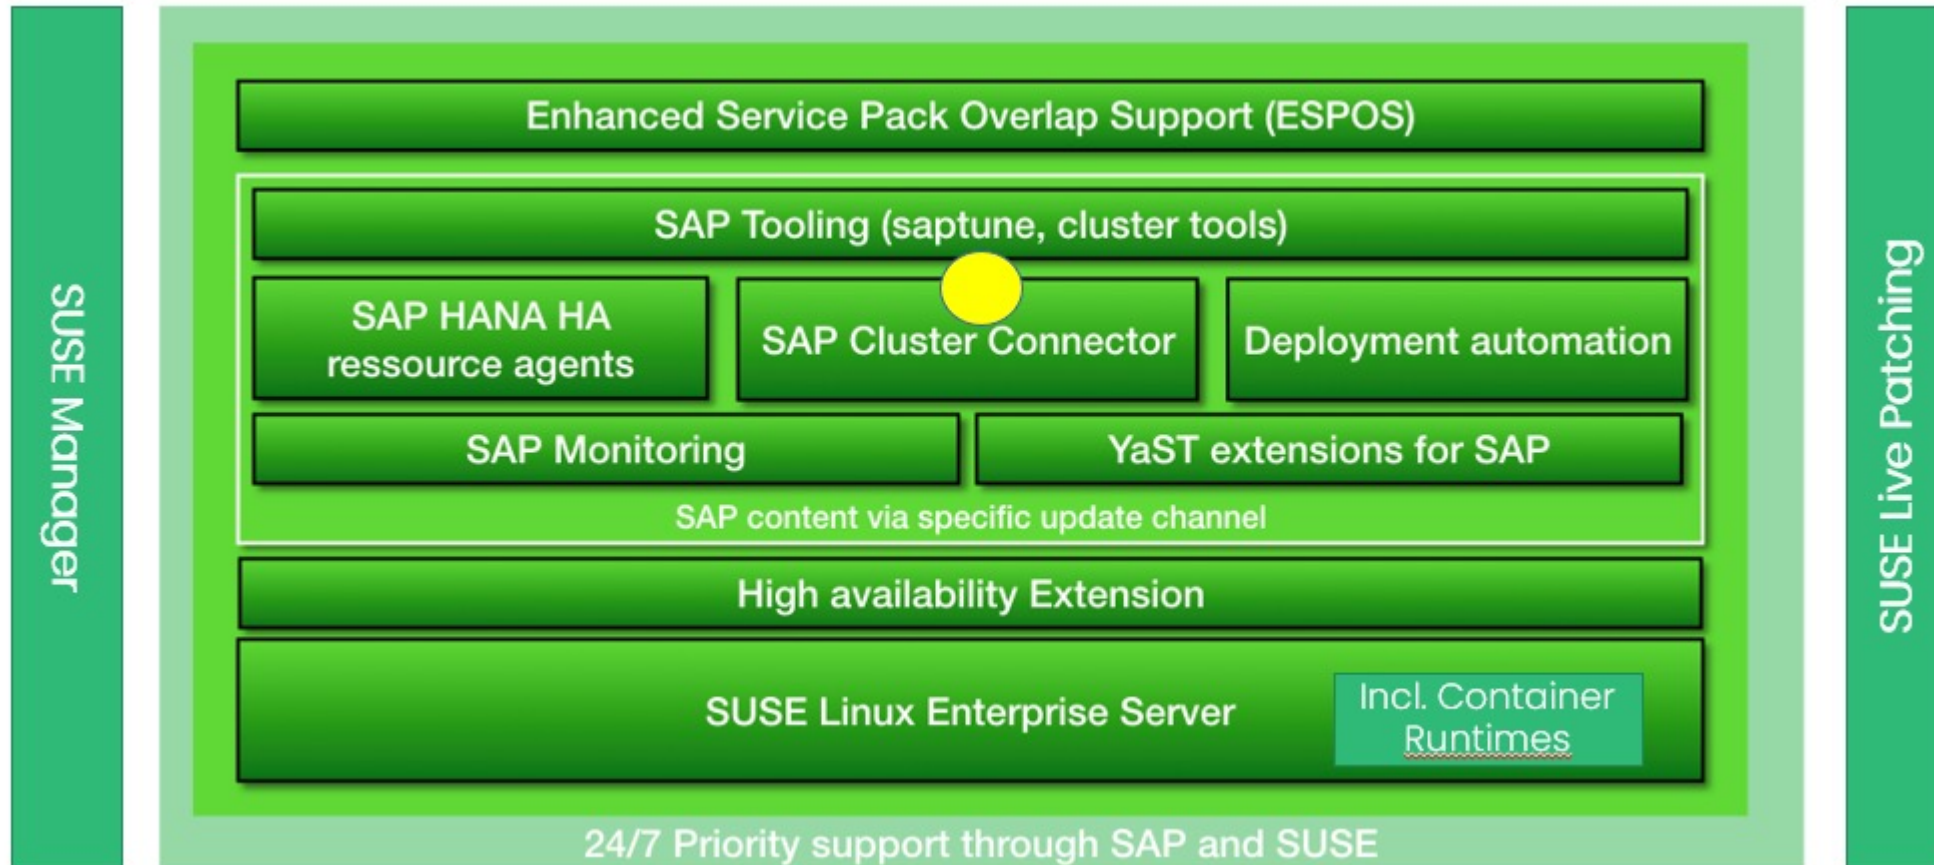 SUSE Manager
Enhanced Service Pack Overlap Support (ESPOS)
SAP Tooling (saptune, cluster tools)
SAP HANA HA
ressource agents
SAP Cluster Connector
Deployment automation
SAP Monitoring
YaST extensions for SAP
SAP content via specific update channel
High availability Extension
SUSE Linux Enterprise Server
Incl. Container
Runtimes
24/7 Priority support through SAP and SUSE
SUSE Live Patching